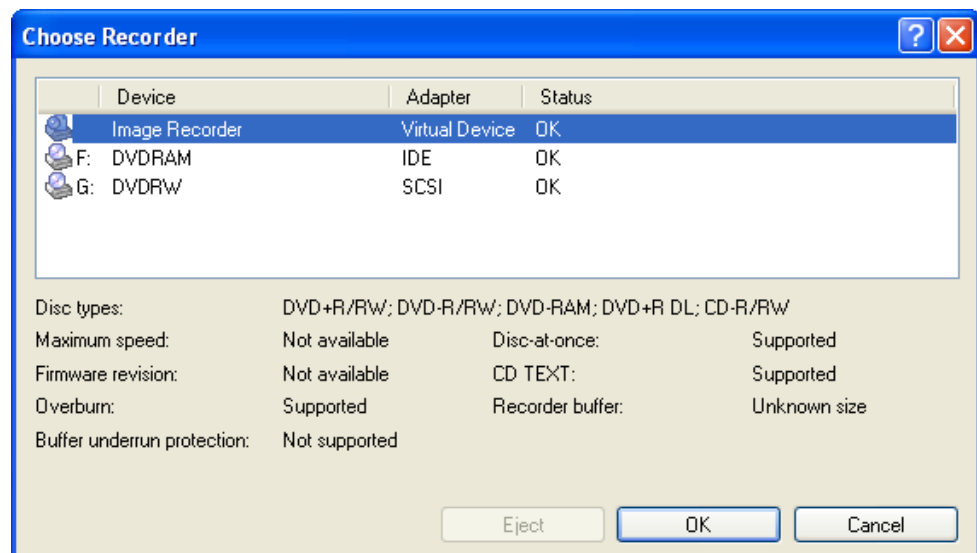 Choose Recorder
Device Adapter Status
Image Recorder Virtual Device OK
F: DVDRAM IDE OK
G: DVDRW SCSI OK
Disc types: DVD+R/RW; DVD-R/RW; DVD-RAM; DVD+R DL; CD-R/RW
Maximum speed: Not available Disc-at-once: Supported
Firmware revision: Not available CD TEXT: Supported
Overburn: Supported Recorder buffer: Unknown size
Buffer underrun protection: Not supported
Eject OK Cancel